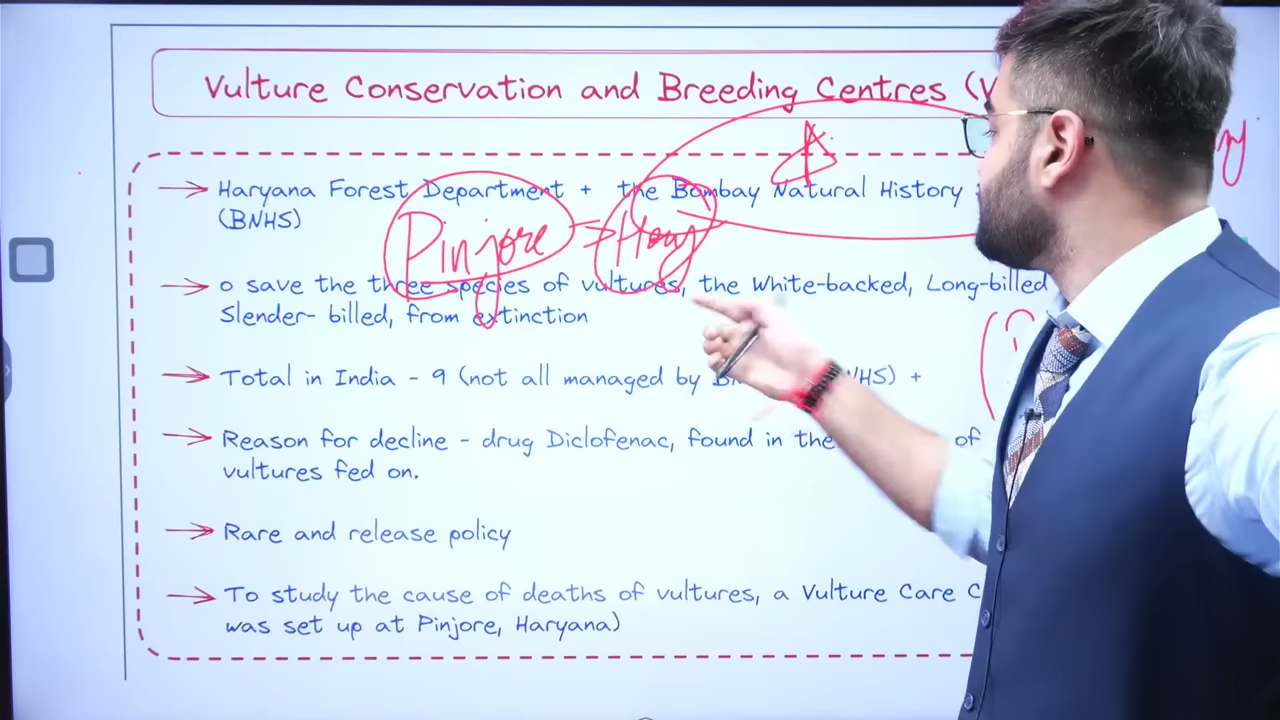 Vulture Conservation and Breeding Centres (V
Haryana Forest Department + the Bombay Natural History
(BNHS)
Pinjore
o save the three species of vultures, the White-backed, Long-billed
Slender- billed, from extinction
Total in India - 9 (not all managed by HS) +
Reason for decline - drug Diclofenac, found in the of
vultures fed on.
Rare and release policy
To study the cause of deaths of vultures, a Vulture Care C
was set up at Pinjore, Haryana)